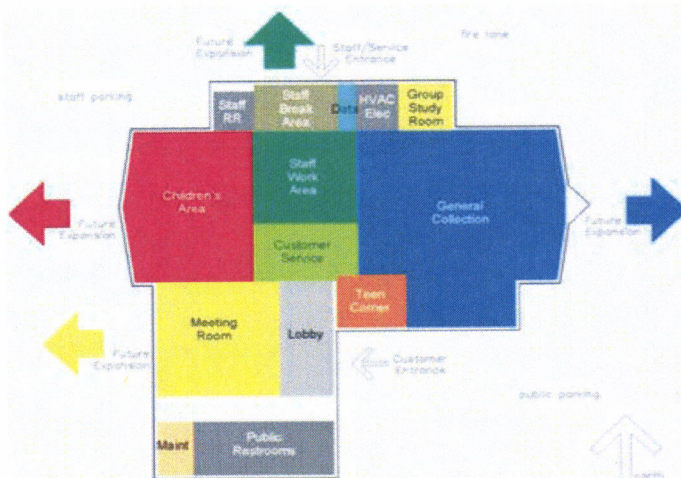 Future
Expansion
Staff/Service
Entrance
fire lane
staff parking
Staff
RR
Staff
Break
Area
Data
HVAC
Elec
Group
Study
Room
Children's
Area
Staff
Work
Area
General
Collection
Future
Expansion
Future
Expansion
Customer
Service
Teen
Corner
Meeting
Room
Lobby
Future
Expansion
Customer
Entrance
public parking
Maint
Public
Restrooms